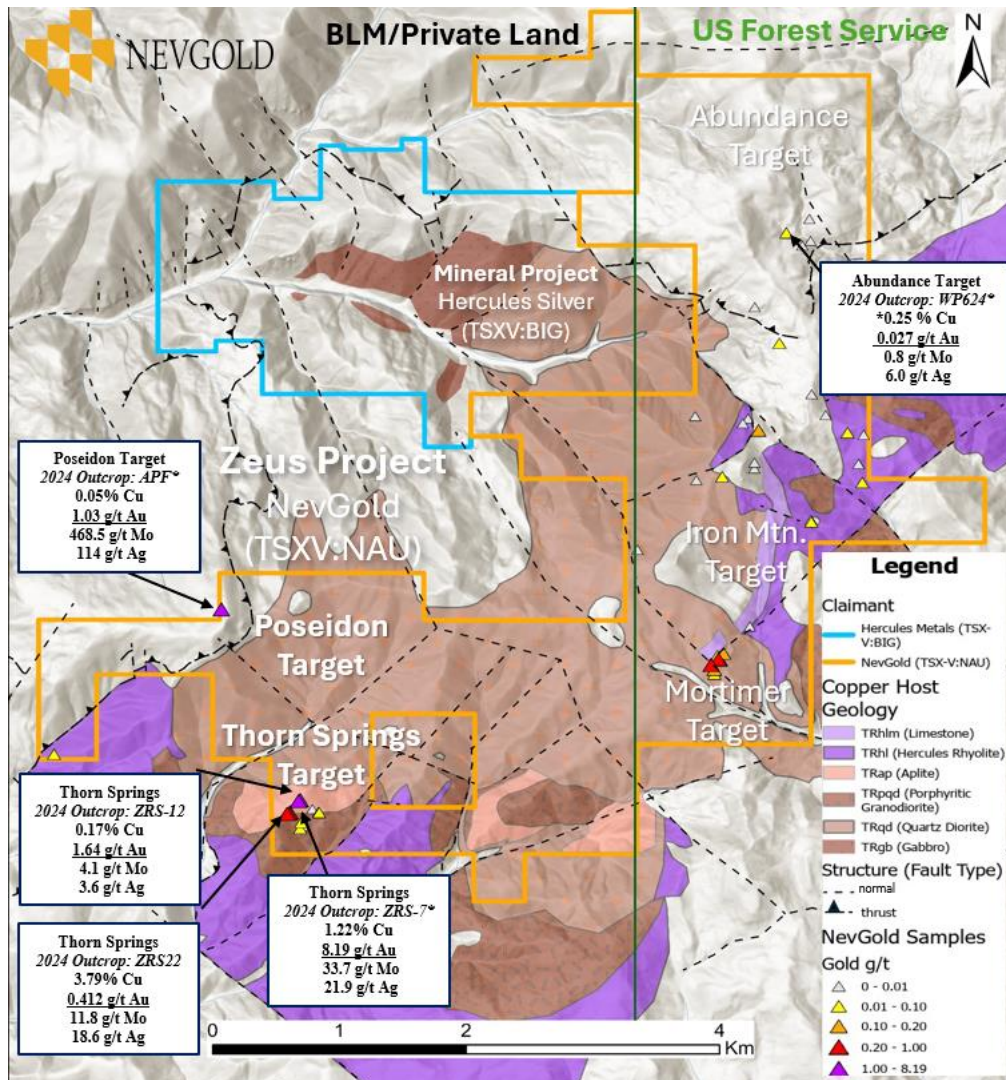 NEVGOLD
BLM/Private Land
US Forest Service
N
Abundance
Target
Mineral Project
Hercules Silver
(TSXV:BIG)
Abundance Target
2024 Outcrop: WP624*
*0.25 % Cu
0.027 g/t Au
0.8 g/t Mo
6.0 g/t Ag
Poseidon Target
2024 Outcrop: APF*
0.05% Cu
1.03 g/t Au
468.5 g/t Mo
114 g/t Ag
Zeus Project
NevGold
(TSXV:NAU)
Iron Mtn.
Target
Poseidon
Target
Mortimer
Target
Thorn Springs
Target
Thorn Springs
2024 Outcrop: ZRS-12
0.17% Cu
1.64 g/t Au
4.1 g/t Mo
3.6 g/t Ag
Thorn Springs
2024 Outcrop: ZRS22
3.79% Cu
0.412 g/t Au
11.8 g/t Mo
18.6 g/t Ag
Thorn Springs
2024 Outcrop: ZRS-7*
1.22% Cu
8.19 g/t Au
33.7 g/t Mo
21.9 g/t Ag
Legend
Claimant
Hercules Metals (TSX-
V:BIG)
NevGold (TSX-V:NAU)
Copper Host
Geology
TRhlm (Limestone)
TRhl (Hercules Rhyolite)
TRap (Aplite)
TRpqd (Porphyritic
Granodiorite)
TRqd (Quartz Diorite)
TRgb (Gabbro)
Structure (Fault Type)
normal
thrust
NevGold Samples
Gold g/t
0 - 0.01
0.01 - 0.10
0.10 - 0.20
0.20 - 1.00
1.00 - 8.19
0 1 2 4
Km